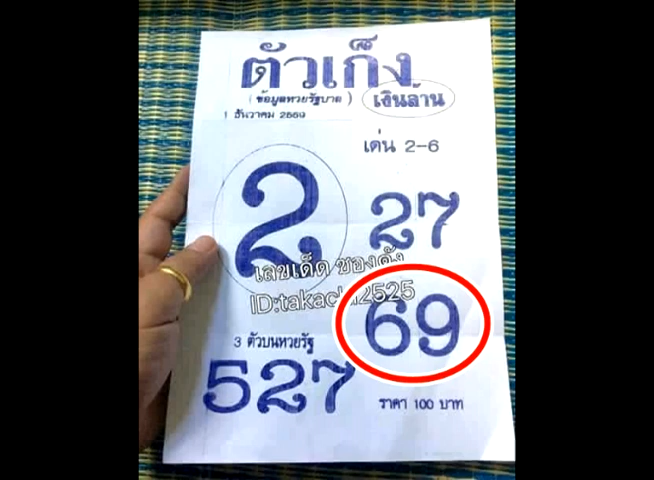 ตัวเก็ง
(ข้อมูลหวยรัฐบาล) เงินล้าน
1 ธันวาคม 2559
เด่น 2-6
2 27
เลขเด็ด ซองดัง
69
3 ตัวบนหวยรัฐ
527
ราคา 100 บาท